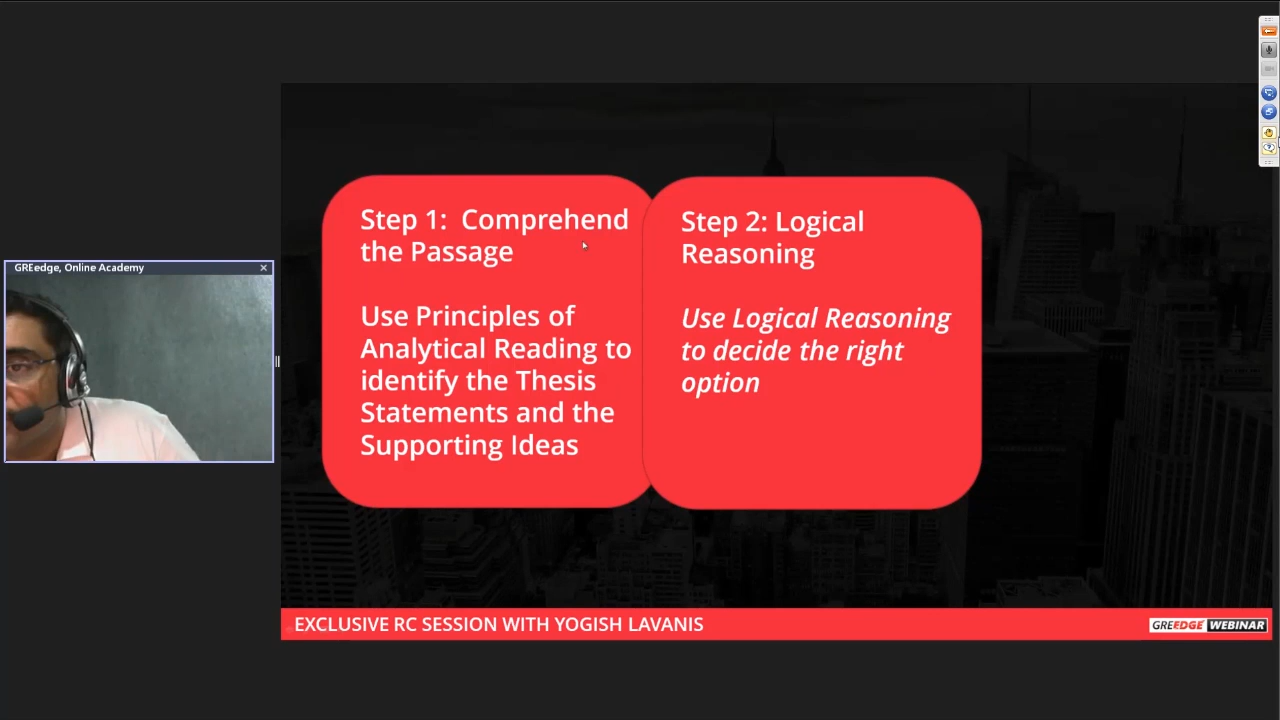 GREedge, Online Academy
Step 1: Comprehend
the Passage
Use Principles of
Analytical Reading to
identify the Thesis
Statements and the
Supporting Ideas
Step 2: Logical
Reasoning
Use Logical Reasoning
to decide the right
option
EXCLUSIVE RC SESSION WITH YOGISH LAVANIS
GREEDGE WEBINAR